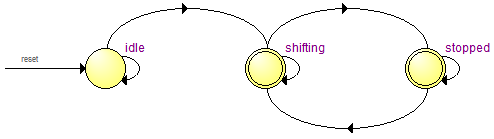 idle
shifting
stopped
reset